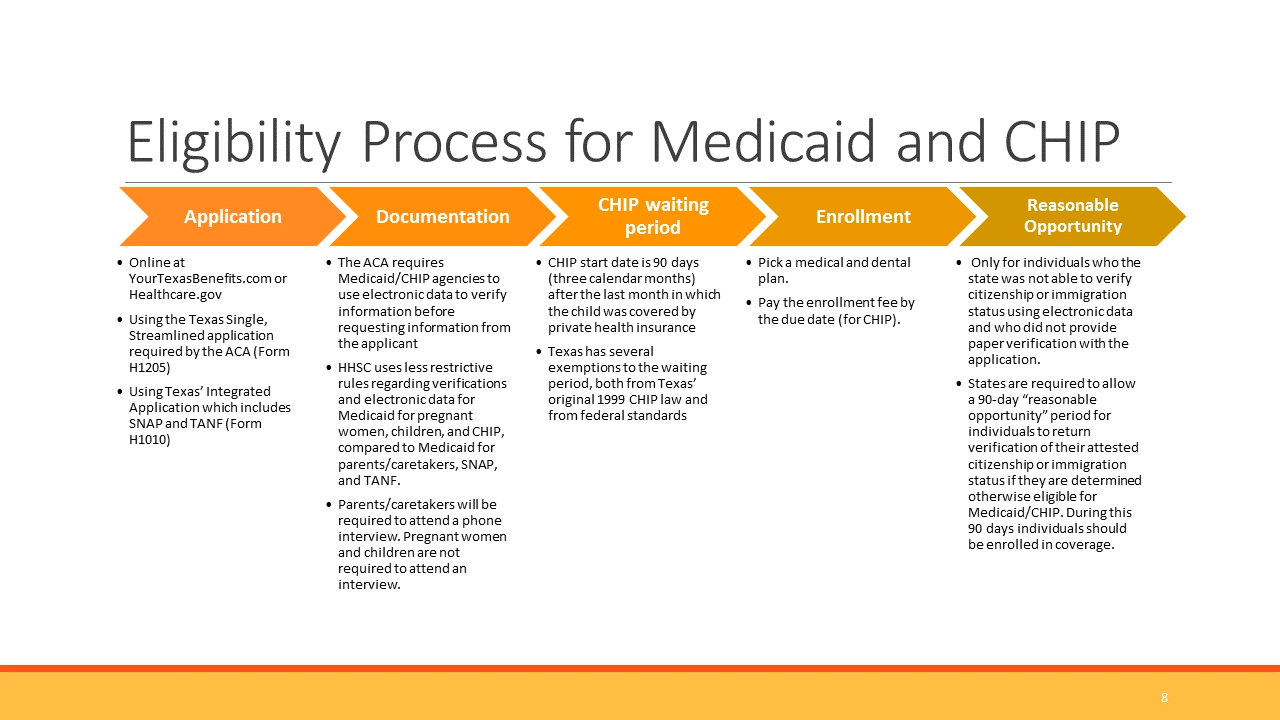 Eligibility Process for Medicaid and CHIP
Application
• Online at
YourTexasBenefits.com or
Healthcare.gov
• Using the Texas Single,
Streamlined application
required by the ACA (Form
H1205)
• Using Texas’ Integrated
Application which includes
SNAP and TANF (Form
H1010)
Documentation
• The ACA requires
Medicaid/CHIP agencies to
use electronic data to verify
information before
requesting information from
the applicant
• HHSC uses less restrictive
rules regarding verifications
and electronic data for
Medicaid for pregnant
women, children, and CHIP,
compared to Medicaid for
parents/caretakers, SNAP,
and TANF.
• Parents/caretakers will be
required to attend a phone
interview. Pregnant women
and children are not
required to attend an
interview.
CHIP waiting
period
• CHIP start date is 90 days
(three calendar months)
after the last month in which
the child was covered by
private health insurance
• Texas has several
exemptions to the waiting
period, both from Texas’
original 1999 CHIP law and
from federal standards
Enrollment
• Pick a medical and dental
plan.
• Pay the enrollment fee by
the due date (for CHIP).
Reasonable
Opportunity
• Only for individuals who the
state was not able to verify
citizenship or immigration
status using electronic data
and who did not provide
paper verification with the
application.
• States are required to allow
a 90-day “reasonable
opportunity” period for
individuals to return
verification of their attested
citizenship or immigration
status if they are determined
otherwise eligible for
Medicaid/CHIP. During this
90 days individuals should
be enrolled in coverage.
8